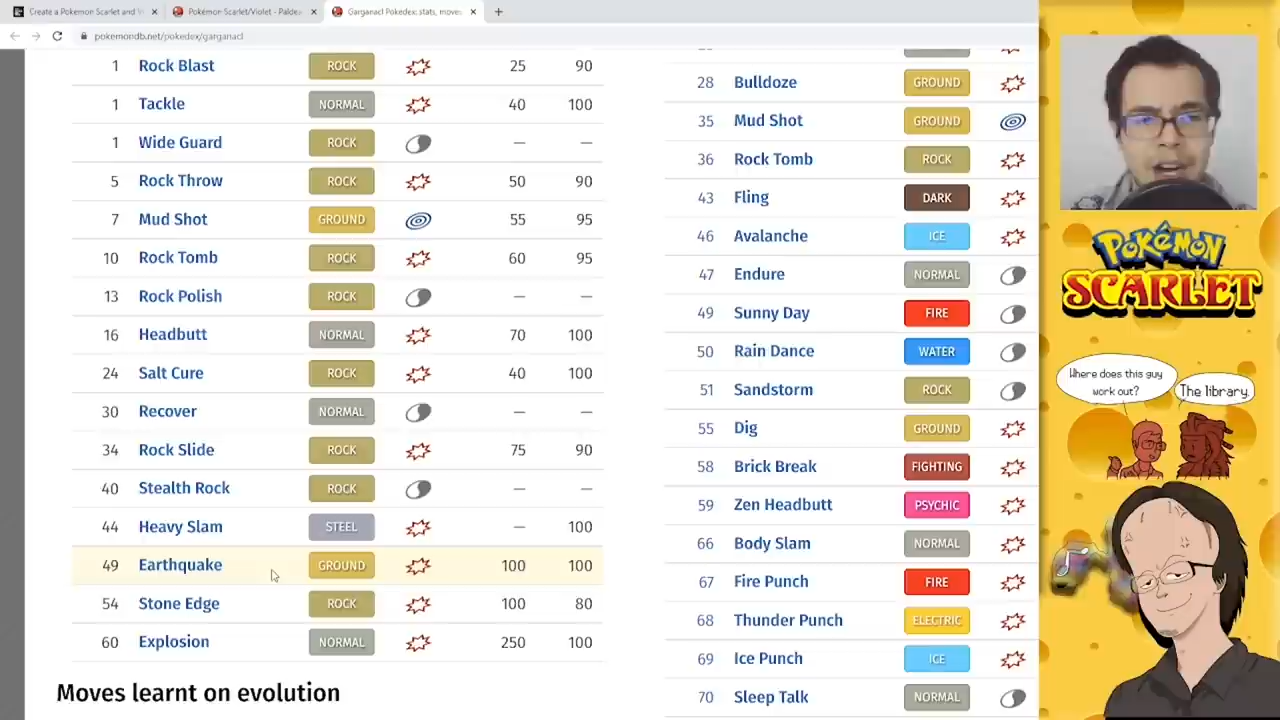 Create a Pokemon Scarlet and V
Pokémon Scarlet/Violet - Paldea
Garganacl Pokédex: stats, moves
pokemondb.net/pokedex/garganacl
1 Rock Blast ROCK 25 90
1 Tackle NORMAL 40 100
1 Wide Guard ROCK — —
5 Rock Throw ROCK 50 90
7 Mud Shot GROUND 55 95
10 Rock Tomb ROCK 60 95
13 Rock Polish ROCK — —
16 Headbutt NORMAL 70 100
24 Salt Cure ROCK 40 100
30 Recover NORMAL — —
34 Rock Slide ROCK 75 90
40 Stealth Rock ROCK — —
44 Heavy Slam STEEL — 100
49 Earthquake GROUND 100 100
54 Stone Edge ROCK 100 80
60 Explosion NORMAL 250 100
Moves learnt on evolution
28 Bulldoze GROUND
35 Mud Shot GROUND
36 Rock Tomb ROCK
43 Fling DARK
46 Avalanche ICE
47 Endure NORMAL
49 Sunny Day FIRE
50 Rain Dance WATER
51 Sandstorm ROCK
55 Dig GROUND
58 Brick Break FIGHTING
59 Zen Headbutt PSYCHIC
66 Body Slam NORMAL
67 Fire Punch FIRE
68 Thunder Punch ELECTRIC
69 Ice Punch ICE
70 Sleep Talk NORMAL
POKéMON
SCARLET
Where does this guy
work out?
The library.